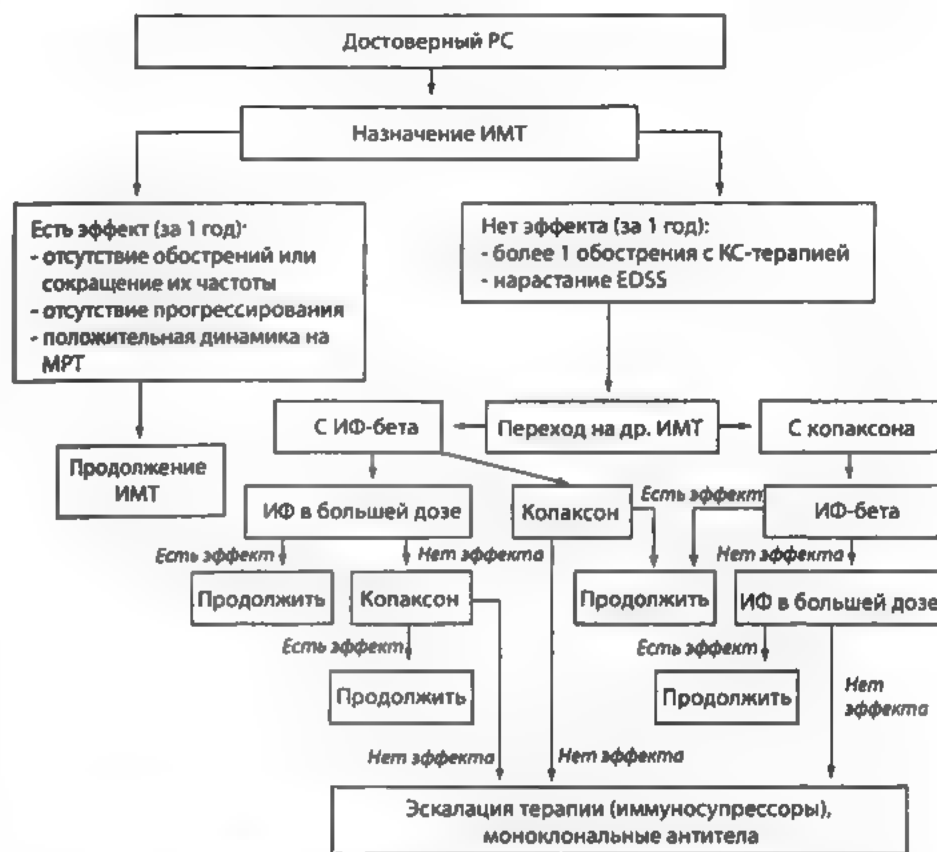 Достоверный РС
Назначение ИМТ
Есть эффект (за 1 год):
- отсутствие обострений или
сокращение их частоты
- отсутствие прогрессирования
- положительная динамика на
МРТ
Нет эффекта (за 1 год):
- более 1 обострения с КС-терапией
- нарастание EDSS
С ИФ-бета
Переход на др. ИМТ
С копаксона
Продолжение
ИМТ
ИФ в большей дозе
Копаксон
Есть эффект
ИФ-бета
Есть эффект
Нет эффекта
Нет эффекта
Продолжить
Копаксон
Продолжить
ИФ в большей дозе
Есть эффект
Есть эффект
Продолжить
Продолжить
Нет
эффекта
Нет эффекта
Нет эффекта
Эскалация терапии (иммуносупрессоры),
моноклональные антитела